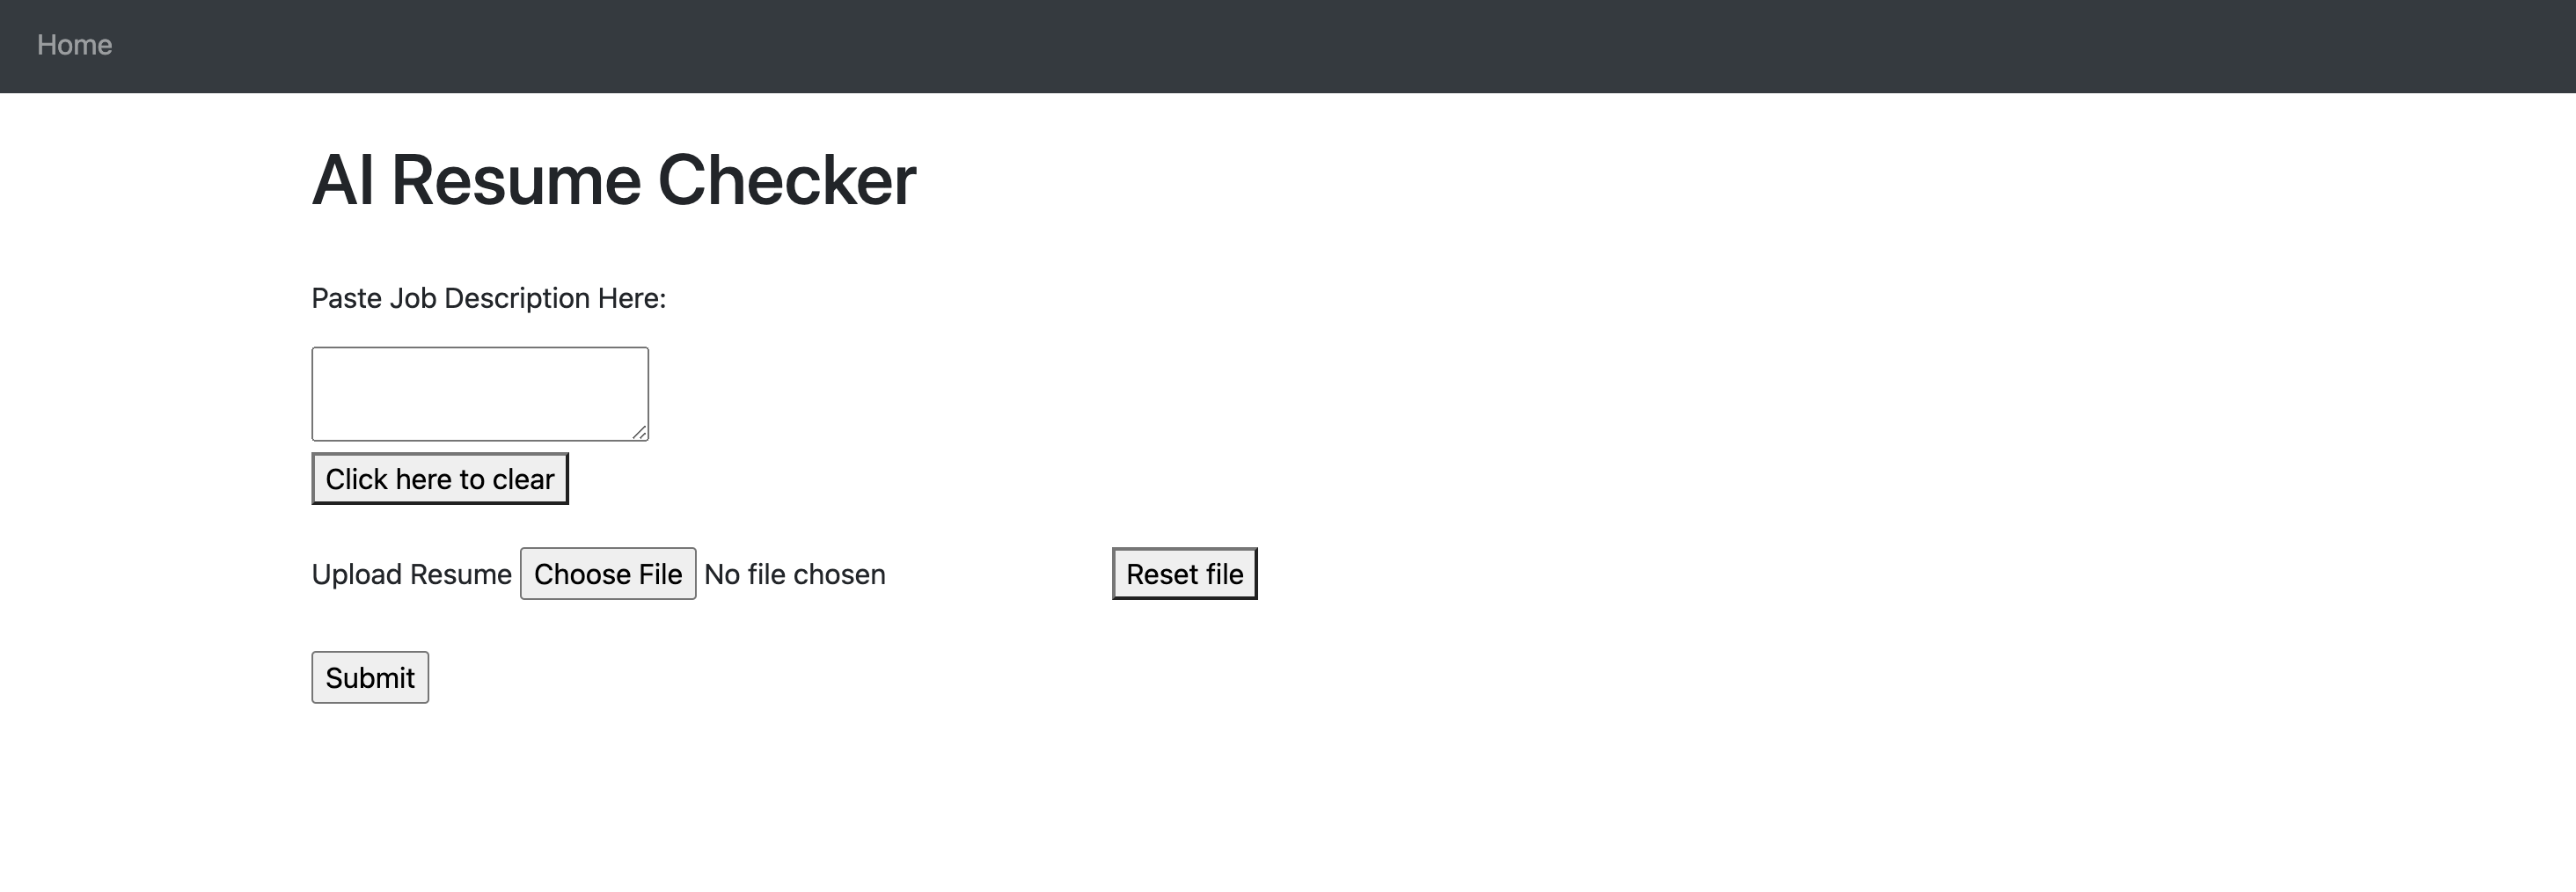 Home
AI Resume Checker
Paste Job Description Here:
Click here to clear
Upload Resume Choose File No file chosen Reset file
Submit